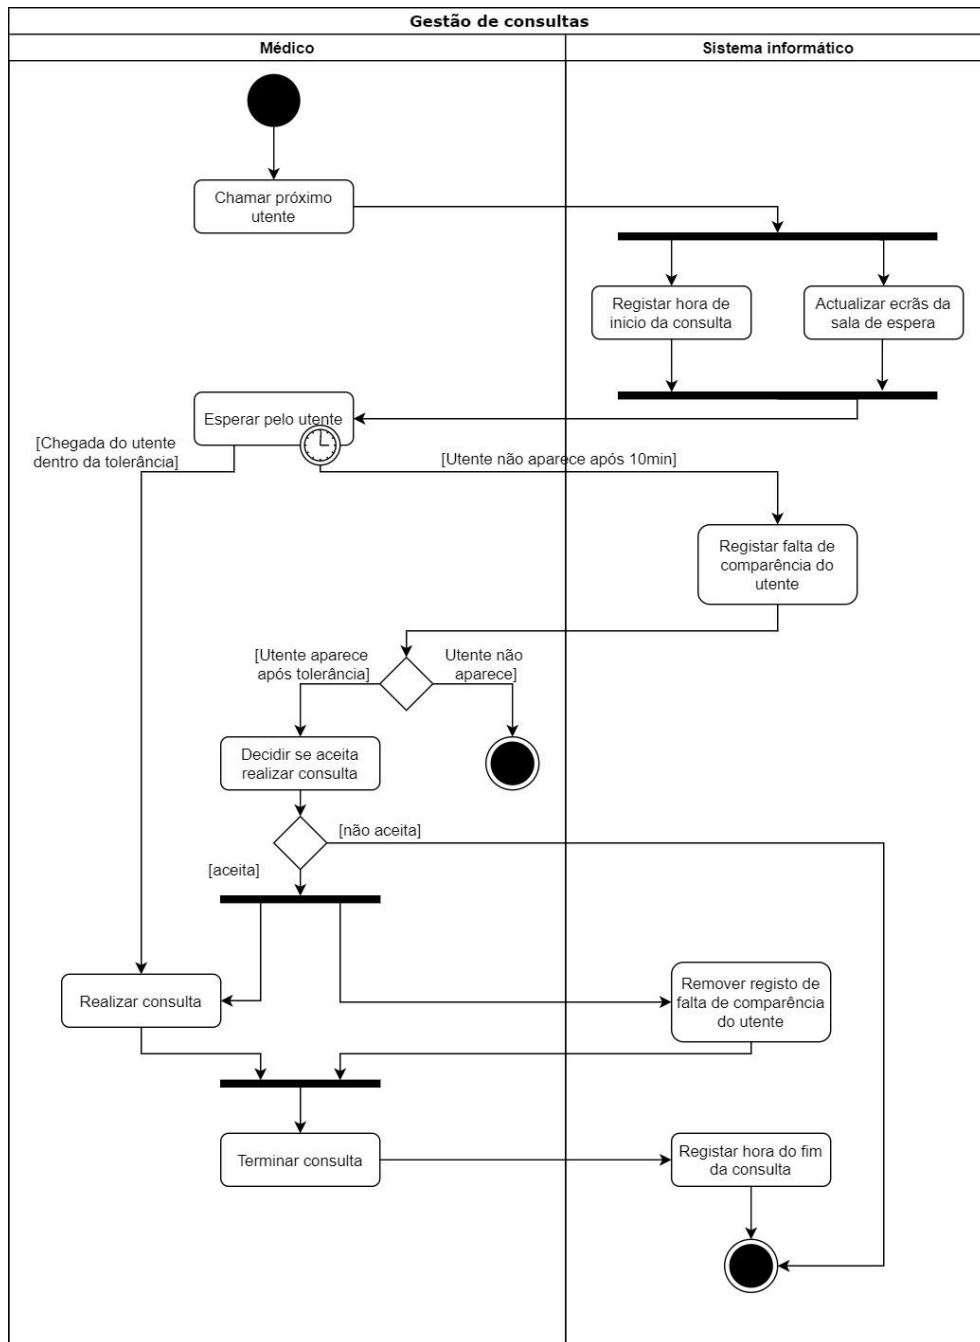 Gestão de consultas
Médico
Sistema informático
Chamar próximo
utente
Registar hora de
inicio da consulta
Actualizar ecrãs da
sala de espera
Esperar pelo utente
[Chegada do utente
dentro da tolerância]
[Utente não aparece após 10min]
Registar falta de
comparência do
utente
[Utente aparece
após tolerância]
Utente não
aparece]
Decidir se aceita
realizar consulta
[não aceita]
[aceita]
Realizar consulta
Remover registo de
falta de comparência
do utente
Terminar consulta
Registar hora do fim
da consulta